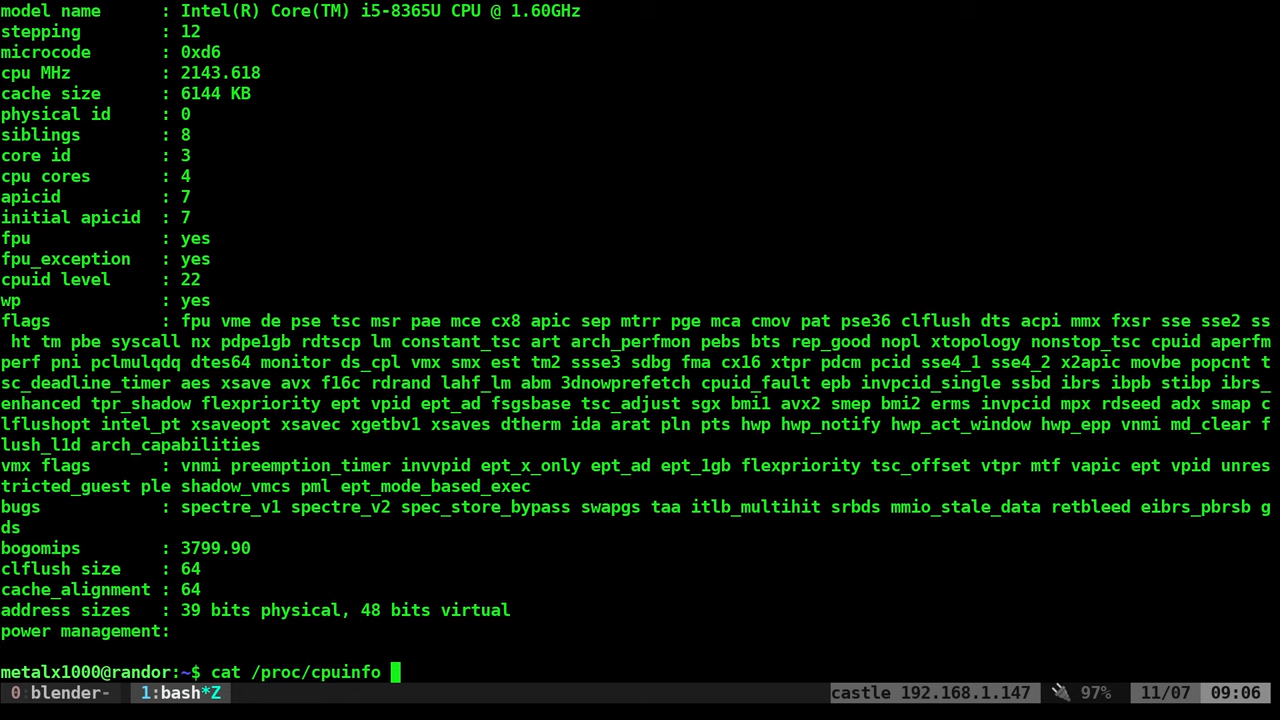 model name      : Intel(R) Core(TM) i5-8365U CPU @ 1.60GHz
stepping        : 12
microcode       : 0xd6
cpu MHz         : 2143.618
cache size      : 6144 KB
physical id     : 0
siblings        : 8
core id         : 3
cpu cores       : 4
apicid          : 7
initial apicid  : 7
fpu             : yes
fpu_exception   : yes
cpuid level     : 22
wp              : yes
flags           : fpu vme de pse tsc msr pae mce cx8 apic sep mtrr pge mca cmov pat pse36 clflush dts acpi mmx fxsr sse sse2 ss
 ht tm pbe syscall nx pdpe1gb rdtscp lm constant_tsc art arch_perfmon pebs bts rep_good nopl xtopology nonstop_tsc cpuid aperfm
perf pni pclmulqdq dtes64 monitor ds_cpl vmx smx est tm2 ssse3 sdbg fma cx16 xtpr pdcm pcid sse4_1 sse4_2 x2apic movbe popcnt t
sc_deadline_timer aes xsave avx f16c rdrand lahf_lm abm 3dnowprefetch cpuid_fault epb invpcid_single ssbd ibrs ibpb stibp ibrs_
enhanced tpr_shadow flexpriority ept vpid ept_ad fsgsbase tsc_adjust sgx bmi1 avx2 smep bmi2 erms invpcid mpx rdseed adx smap c
lflushopt intel_pt xsaveopt xsavec xgetbv1 xsaves dtherm ida arat pln pts hwp hwp_notify hwp_act_window hwp_epp vnmi md_clear f
lush_l1d arch_capabilities
vmx flags       : vnmi preemption_timer invvpid ept_x_only ept_ad ept_1gb flexpriority tsc_offset vtpr mtf vapic ept vpid unres
tricted_guest ple shadow_vmcs pml ept_mode_based_exec
bugs            : spectre_v1 spectre_v2 spec_store_bypass swapgs taa itlb_multihit srbds mmio_stale_data retbleed eibrs_pbrsb g
ds
bogomips        : 3799.90
clflush size    : 64
cache_alignment : 64
address sizes   : 39 bits physical, 48 bits virtual
power management:
metalx1000@randor:~$ cat /proc/cpuinfo
0 blender-  1:bash*Z  castle 192.168.1.147  🔌 97%  11/07  09:06